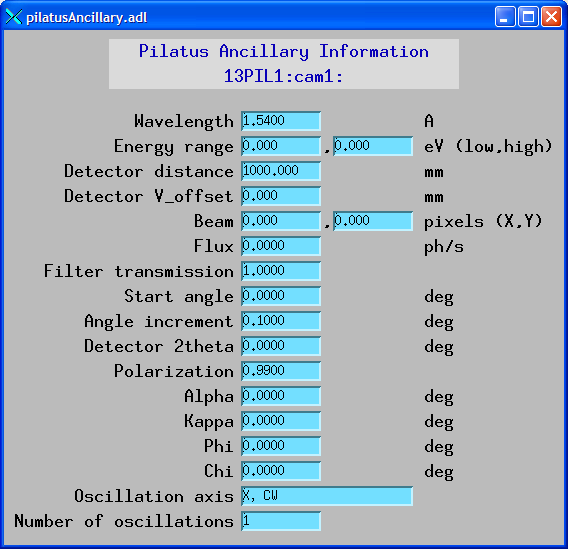 pilatusAncillary.adl
Pilatus Ancillary Information
13PIL1:cam1:
Wavelength 1.5400 A
Energy range 0.000 , 0.000 eV (low,high)
Detector distance 1000.000 mm
Detector V_offset 0.000 mm
Beam 0.000 , 0.000 pixels (X,Y)
Flux 0.0000 ph/s
Filter transmission 1.0000
Start angle 0.0000 deg
Angle increment 0.1000 deg
Detector 2theta 0.0000 deg
Polarization 0.9900
Alpha 0.0000 deg
Kappa 0.0000 deg
Phi 0.0000 deg
Chi 0.0000 deg
Oscillation axis X, CW
Number of oscillations 1